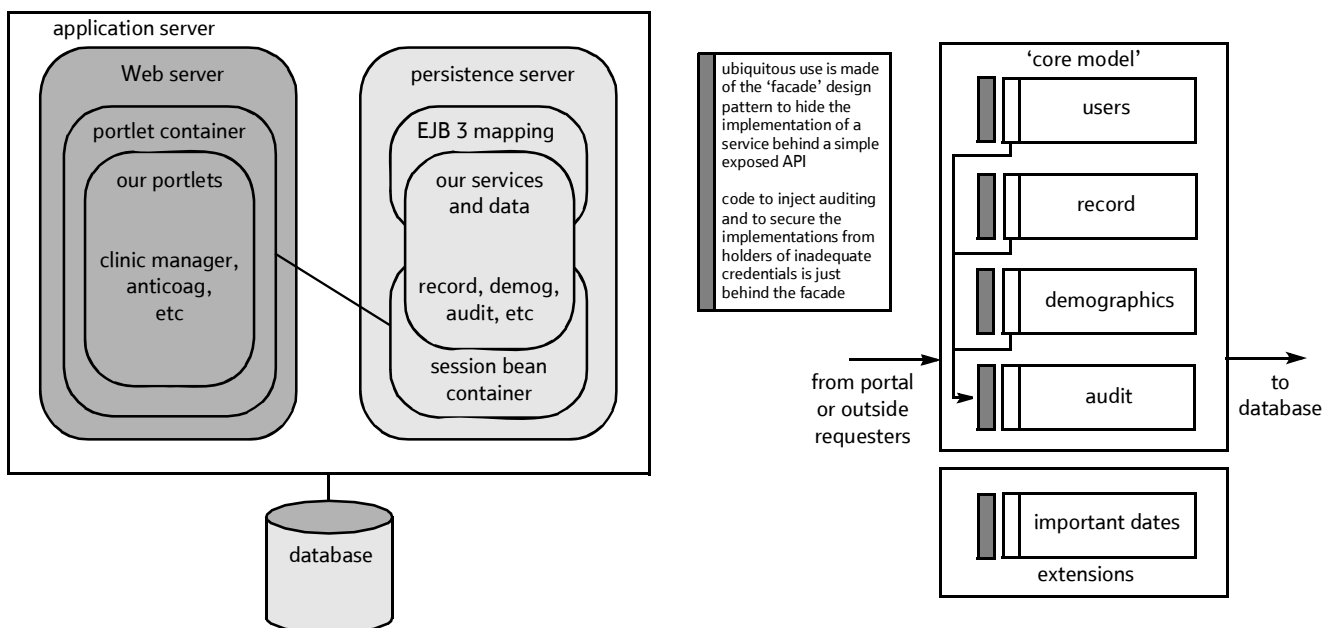 application server
Web server
portlet container
our portlets
clinic manager,
anticoag,
etc
persistence server
EJB 3 mapping
our services
and data
record, demog,
audit, etc
session bean
container
database
ubiquitous use is made
of the ‘facade’ design
pattern to hide the
implementation of a
service behind a simple
exposed API
code to inject auditing
and to secure the
implementations from
holders of inadequate
credentials is just
behind the facade
from portal
or outside
requesters
‘core model’
users
record
demographics
audit
to
database
important dates
extensions